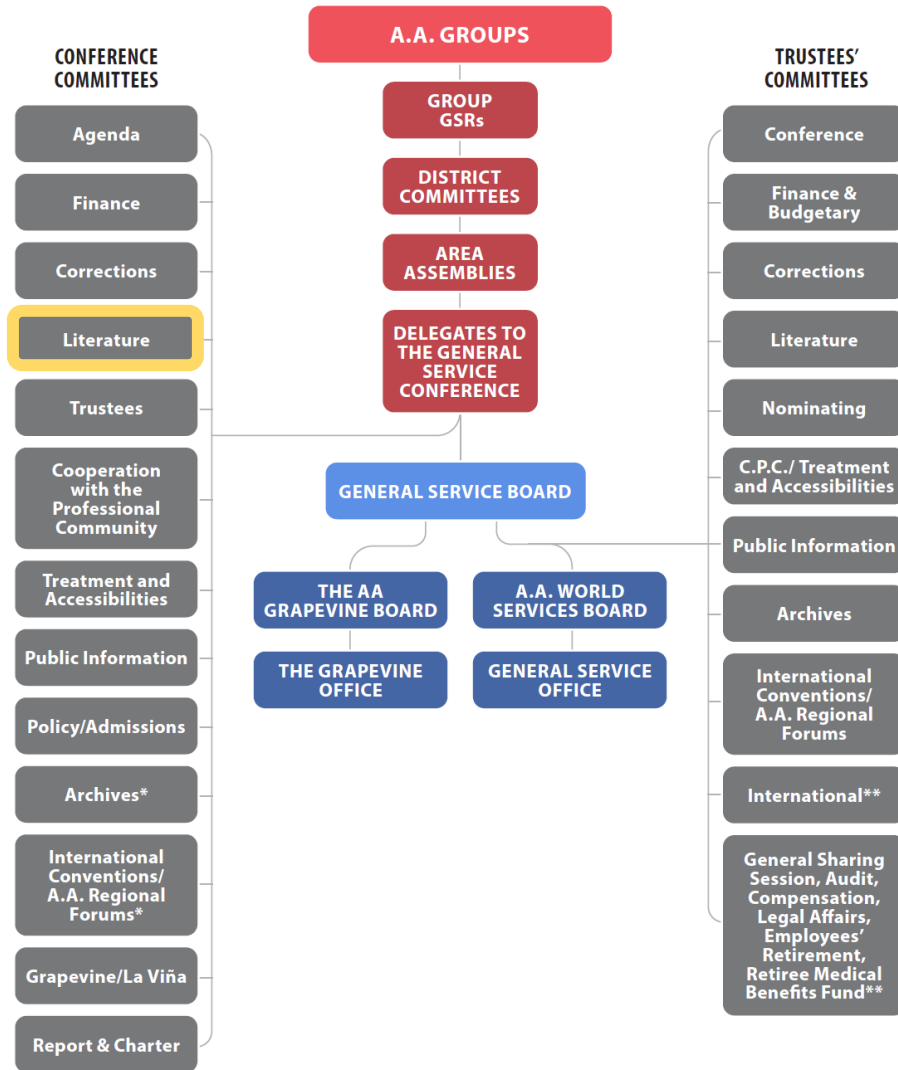 CONFERENCE
COMMITTEES
Agenda
Finance
Corrections
Literature
Trustees
Cooperation
with the
Professional
Community
Treatment and
Accessibilities
Public Information
Policy/Admissions
Archives*
International
Conventions/
A.A. Regional
Forums*
Grapevine/La Viña
Report & Charter
A.A. GROUPS
GROUP
GSRs
DISTRICT
COMMITTEES
AREA
ASSEMBLIES
DELEGATES TO
THE GENERAL
SERVICE
CONFERENCE
GENERAL SERVICE BOARD
THE AA
GRAPEVINE BOARD
THE GRAPEVINE
OFFICE
A.A. WORLD
SERVICES BOARD
GENERAL SERVICE
OFFICE
TRUSTEES’
COMMITTEES
Conference
Finance &
Budgetary
Corrections
Literature
Nominating
C.P.C./ Treatment
and Accessibilities
Public Information
Archives
International
Conventions/
A.A. Regional
Forums
International**
General Sharing
Session, Audit,
Compensation,
Legal Affairs,
Employees’
Retirement,
Retiree Medical
Benefits Fund**